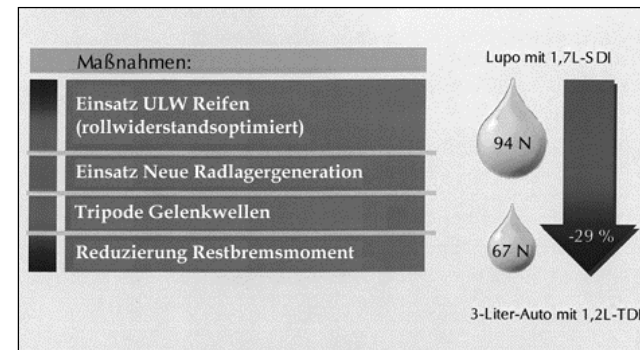 Maßnahmen:
Einsatz ULW Reifen
(rollwiderstandsoptimiert)
Einsatz Neue Radlagergeneration
Tripode Gelenkwellen
Reduzierung Restbremsmoment
Lupo mit 1,7L-SDI
94 N
-29 %
67 N
3-Liter-Auto mit 1,2L-TDI